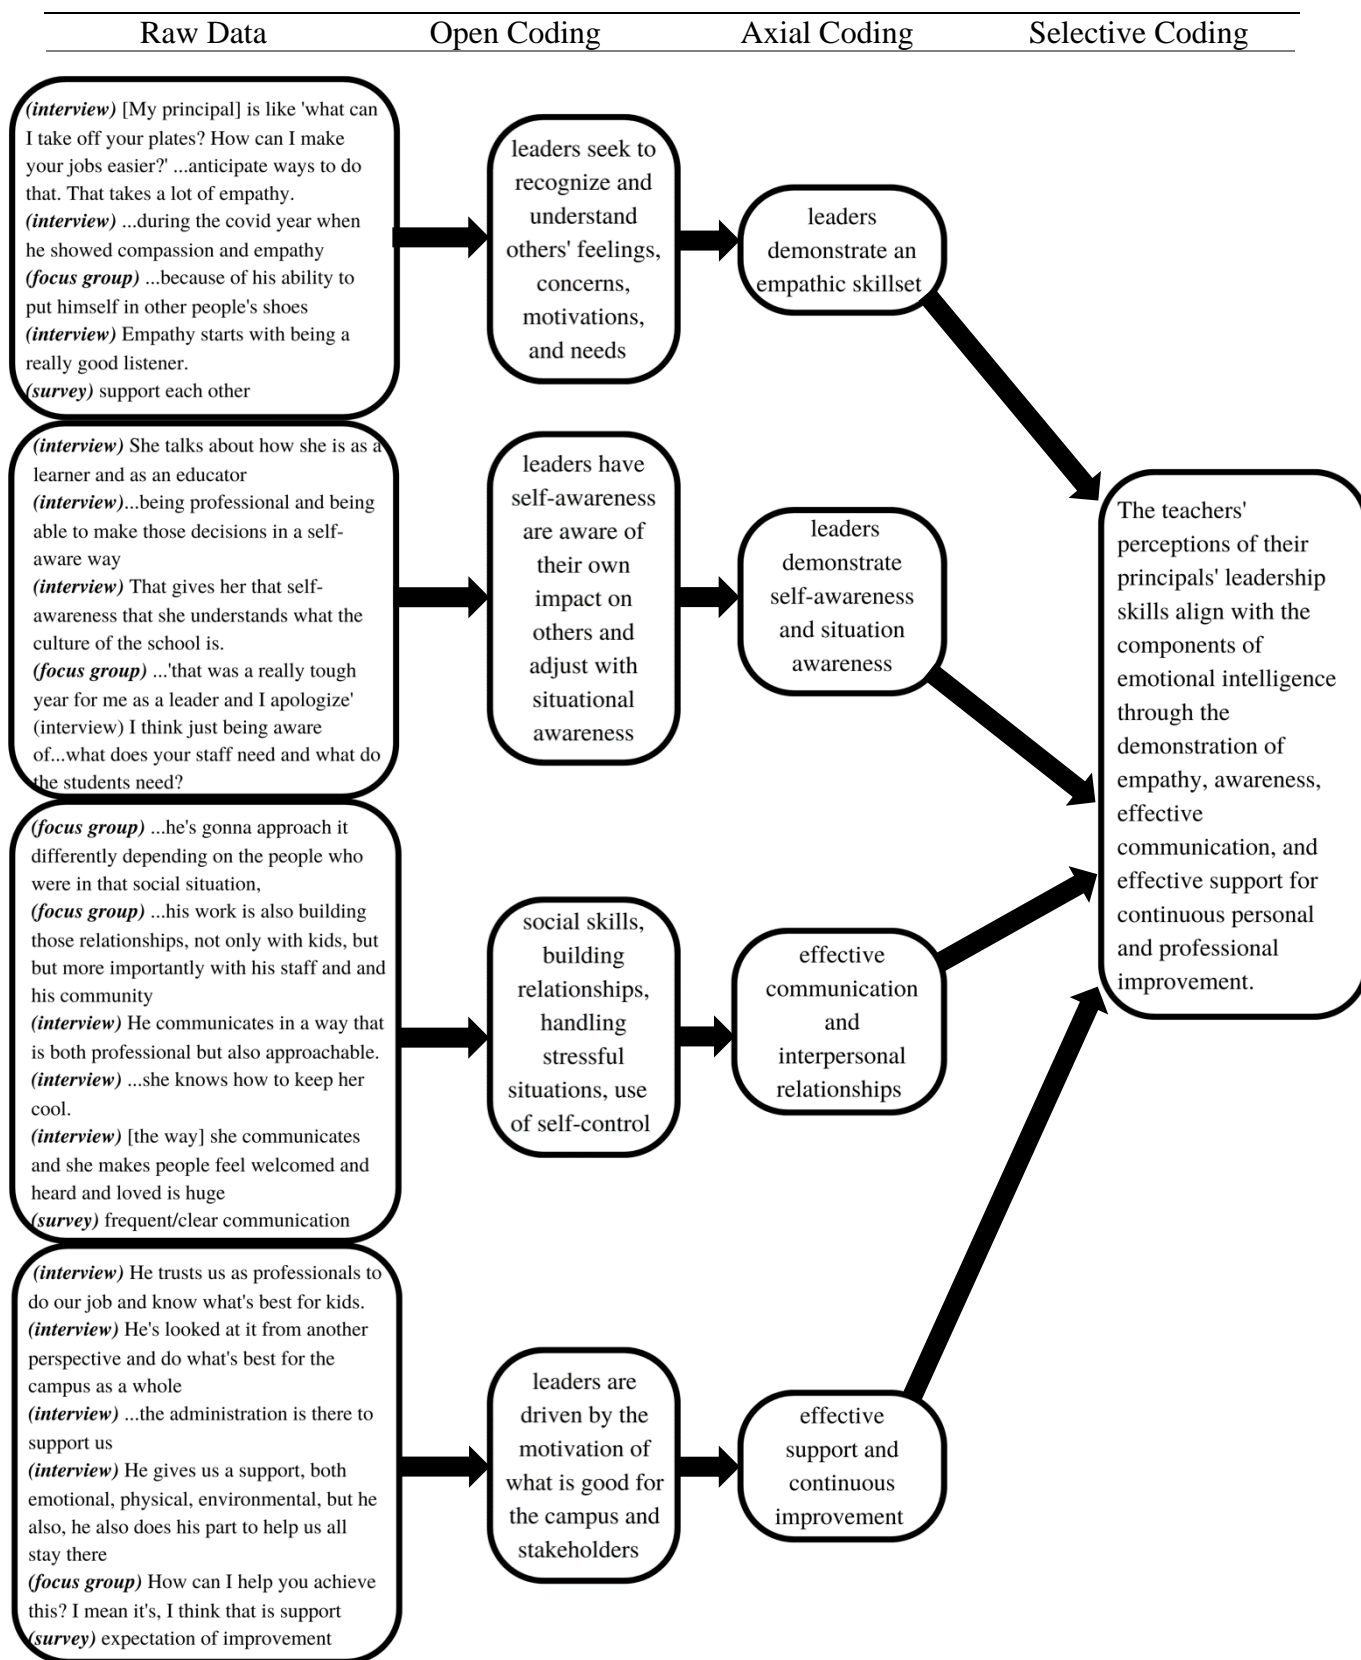 Raw Data
Open Coding
Axial Coding
Selective Coding
(interview) [My principal] is like 'what can
I take off your plates? How can I make
your jobs easier?' ...anticipate ways to do
that. That takes a lot of empathy.
(interview) ...during the covid year when
he showed compassion and empathy
(focus group) ...because of his ability to
put himself in other people's shoes
(interview) Empathy starts with being a
really good listener.
(survey) support each other
leaders seek to
recognize and
understand
others' feelings,
concerns,
motivations,
and needs
leaders
demonstrate an
empathic skillset
(interview) She talks about how she is as a
learner and as an educator
(interview)...being professional and being
able to make those decisions in a self-
aware way
(interview) That gives her that self-
awareness that she understands what the
culture of the school is.
(focus group) ...'that was a really tough
year for me as a leader and I apologize'
(interview) I think just being aware
of...what does your staff need and what do
the students need?
leaders have
self-awareness
are aware of
their own
impact on
others and
adjust with
situational
awareness
leaders
demonstrate
self-awareness
and situation
awareness
(focus group) ...he's gonna approach it
differently depending on the people who
were in that social situation,
(focus group) ...his work is also building
those relationships, not only with kids, but
but more importantly with his staff and and
his community
(interview) He communicates in a way that
is both professional but also approachable.
(interview) ...she knows how to keep her
cool.
(interview) [the way] she communicates
and she makes people feel welcomed and
heard and loved is huge
(survey) frequent/clear communication
social skills,
building
relationships,
handling
stressful
situations, use
of self-control
effective
communication
and
interpersonal
relationships
(interview) He trusts us as professionals to
do our job and know what's best for kids.
(interview) He's looked at it from another
perspective and do what's best for the
campus as a whole
(interview) ...the administration is there to
support us
(interview) He gives us a support, both
emotional, physical, environmental, but he
also, he also does his part to help us all
stay there
(focus group) How can I help you achieve
this? I mean it's, I think that is support
(survey) expectation of improvement
leaders are
driven by the
motivation of
what is good for
the campus and
stakeholders
effective
support and
continuous
improvement
The teachers'
perceptions of their
principals' leadership
skills align with the
components of
emotional intelligence
through the
demonstration of
empathy, awareness,
effective
communication, and
effective support for
continuous personal
and professional
improvement.